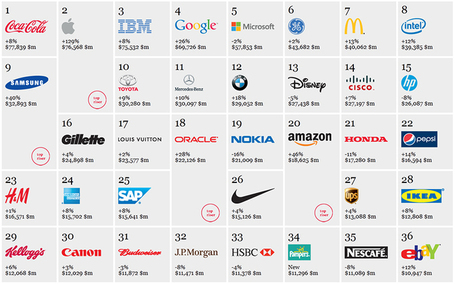 1
Coca-Cola
+8%
$77,839 $m
2
+129%
$76,568 $m
3
IBM
+8%
$75,532 $m
4
Google
+26%
$69,726 $m
5
Microsoft
-2%
$57,853 $m
6
+2%
$43,682 $m
7
+13%
$40,062 $m
8
intel
+12%
$39,385 $m
9
SAMSUNG
+40%
$32,893 $m
10
TOYOTA
+9%
$30,280 $m
11
Mercedes-Benz
+10%
$30,097 $m
12
+18%
$29,052 $m
13
Disney
-5%
$27,438 $m
14
CISCO
+7%
$27,197 $m
15
hp
-8%
$26,087 $m
16
Gillette
+4%
$24,898 $m
17
LOUIS VUITTON
+2%
$23,577 $m
18
ORACLE
+28%
$22,126 $m
19
NOKIA
-16%
$21,009 $m
20
amazon
+46%
$18,625 $m
21
HONDA
-11%
$17,280 $m
22
pepsi
+14%
$16,594 $m
23
H&M
+1%
$16,571 $m
24
+8%
$15,702 $m
25
SAP
+8%
$15,641 $m
26
+4%
$15,126 $m
27
ups
+4%
$13,088 $m
28
IKEA
+8%
$12,808 $m
29
Kellogg's
+6%
$12,068 $m
30
Canon
+3%
$12,029 $m
31
Budweiser
-3%
$11,872 $m
32
J.P.Morgan
-8%
$11,471 $m
33
HSBC
-4%
$11,378 $m
34
Pampers
New
$11,296 $m
35
NESCAFÉ
-8%
$11,089 $m
36
ebay
+12%
$10,947 $m